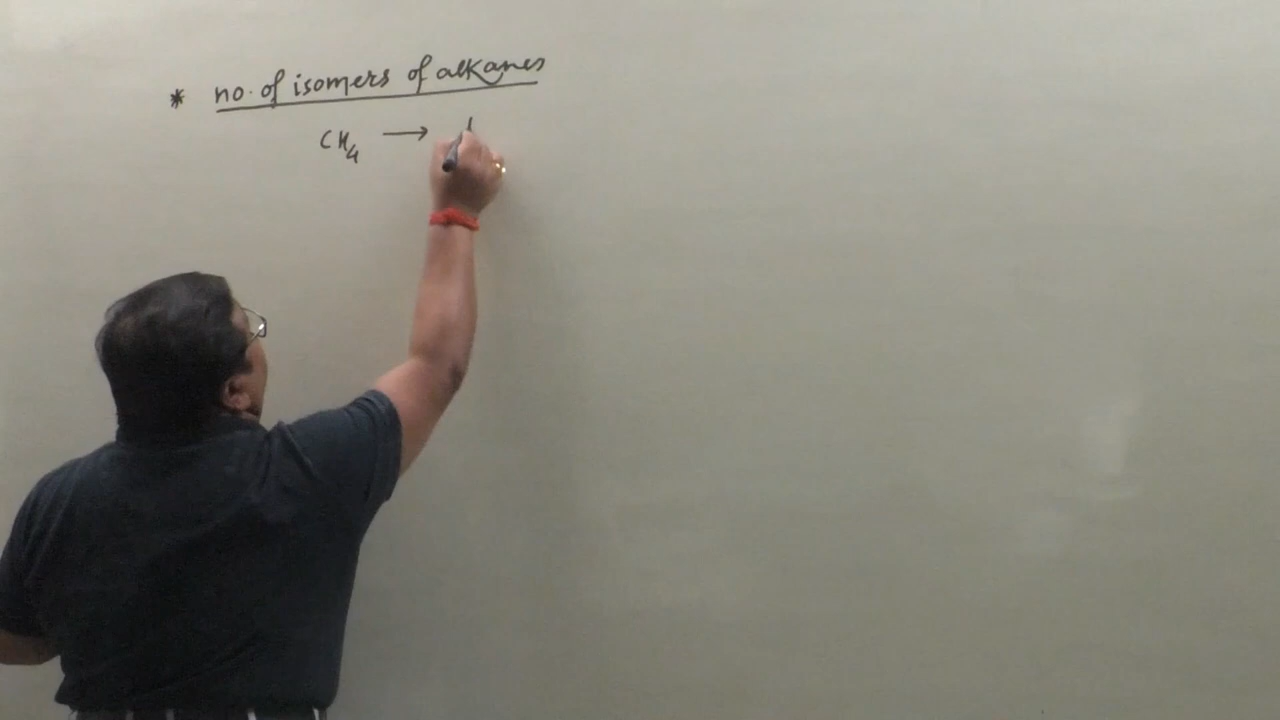 * no. of isomers of alkanes
CH₄ →